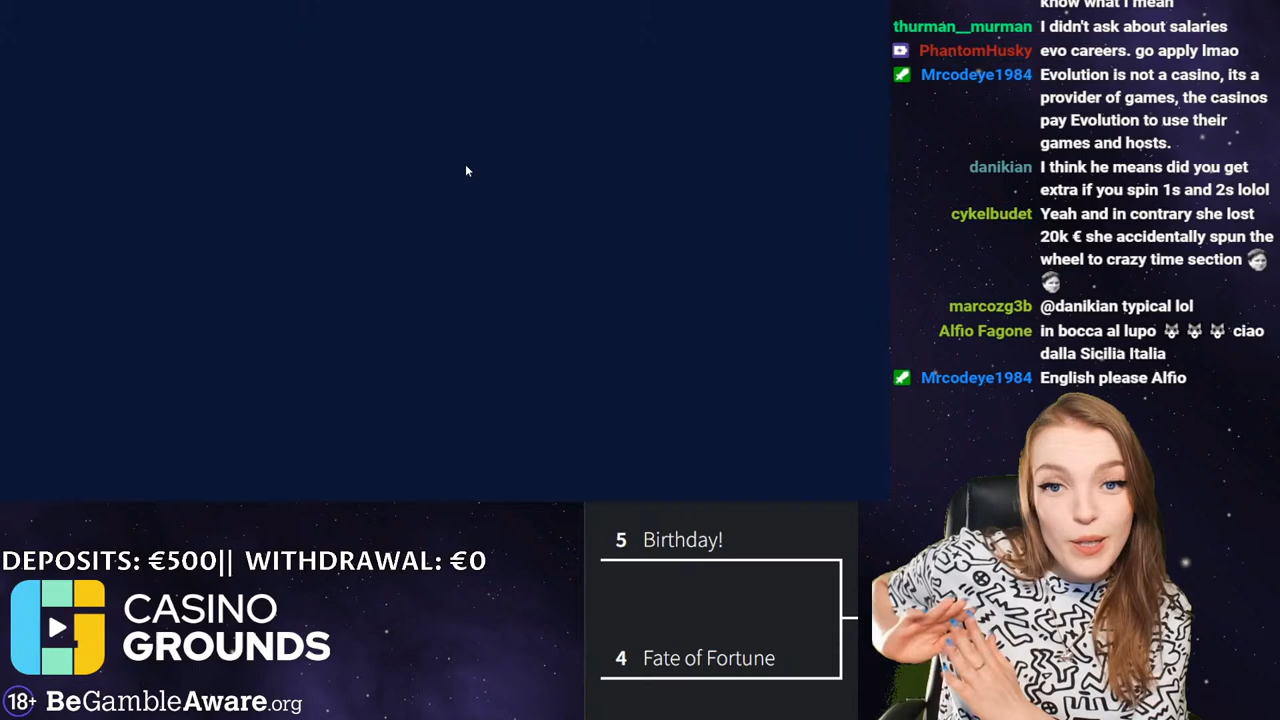 know what I mean
thurman__murman I didn't ask about salaries
PhantomHusky evo careers. go apply lmao
Mrcodeye1984 Evolution is not a casino, its a
provider of games, the casinos
pay Evolution to use their
games and hosts.
danikian I think he means did you get
extra if you spin 1s and 2s lolol
cykelbudet Yeah and in contrary she lost
20k € she accidentally spun the
wheel to crazy time section
marcozg3b @danikian typical lol
Alfio Fagone in bocca al lupo ciao
dalla Sicilia Italia
Mrcodeye1984 English please Alfio
5 Birthday!
4 Fate of Fortune
DEPOSITS: €500|| WITHDRAWAL: €0
CASINO
GROUNDS
18+ BeGambleAware.org